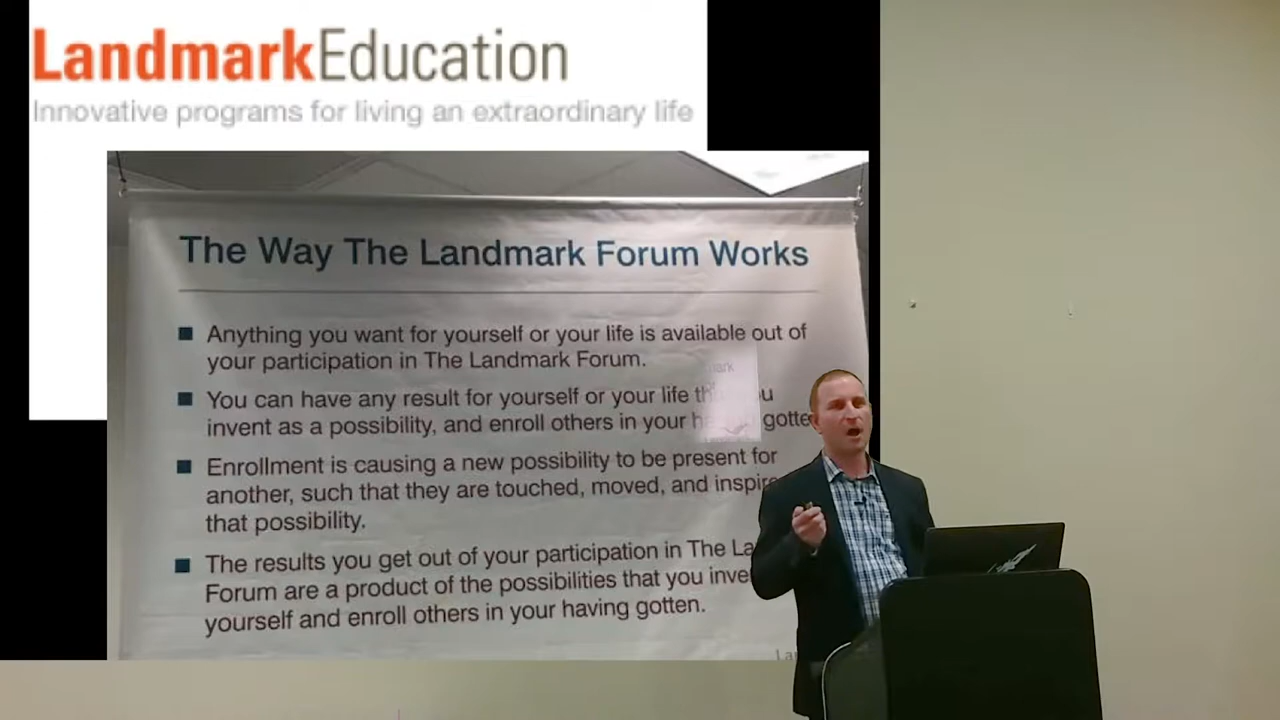 LandmarkEducation
Innovative programs for living an extraordinary life
The Way The Landmark Forum Works
Anything you want for yourself or your life is available out of
your participation in The Landmark Forum.
You can have any result for yourself or your life
invent as a possibility, and enroll others in your gotte
Enrollment is causing a new possibility to be present for
another, such that they are touched, moved, and inspire
that possibility.
The results you get out of your participation in The La
Forum are a product of the possibilities that you inve
yourself and enroll others in your having gotten.